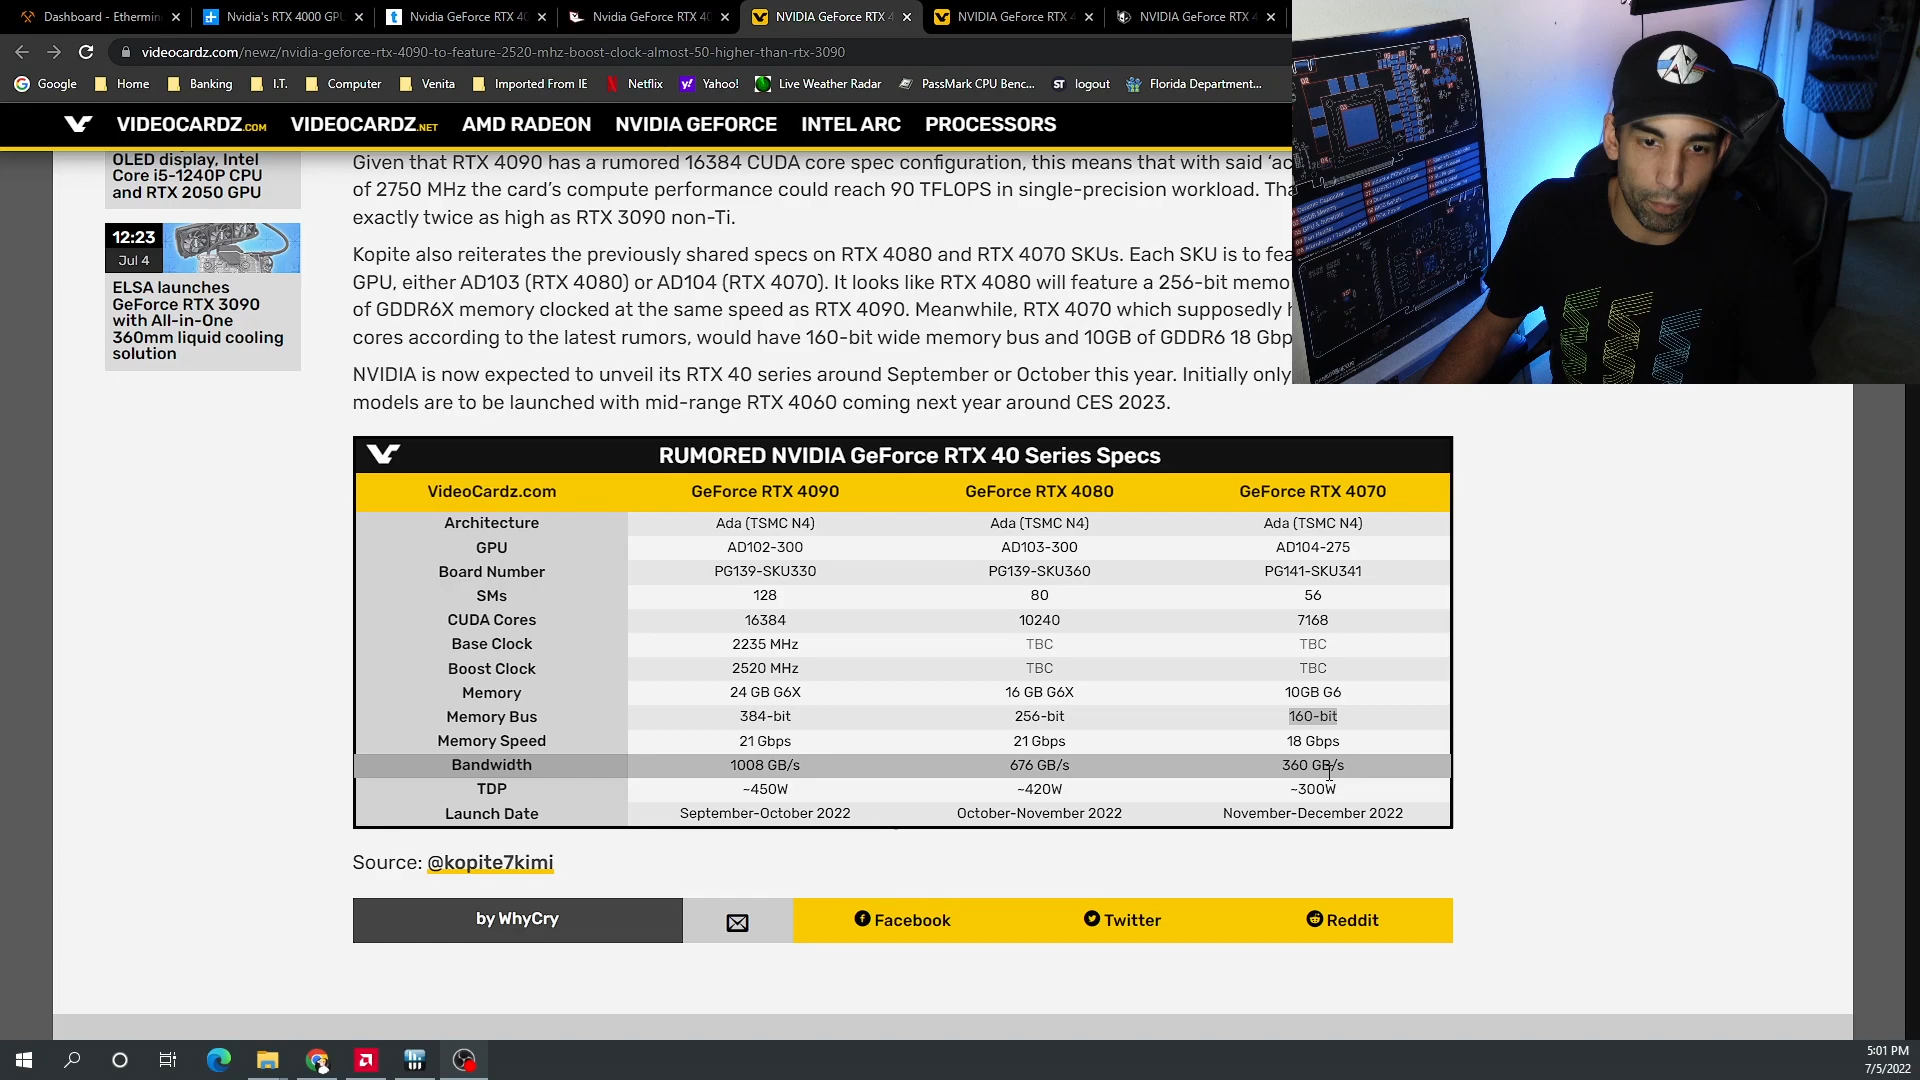 Dashboard - Ethermin
Nvidia's RTX 4000 GPU
Nvidia GeForce RTX 40
Nvidia GeForce RTX 40
NVIDIA GeForce RTX 4
NVIDIA GeForce RTX 4
NVIDIA GeForce RTX 4
videocardz.com/newz/nvidia-geforce-rtx-4090-to-feature-2520-mhz-boost-clock-almost-50-higher-than-rtx-3090
Google
Home
Banking
I.T.
Computer
Venita
Imported From IE
Netflix
Yahoo!
Live Weather Radar
PassMark CPU Benc...
logout
Florida Department...
VIDEOCARDZ.COM VIDEOCARDZ.NET AMD RADEON NVIDIA GEFORCE INTEL ARC PROCESSORS
OLED display, Intel
Core i5-1240P CPU
and RTX 2050 GPU
12:23
Jul 4
ELSA launches
GeForce RTX 3090
with All-in-One
360mm liquid cooling
solution
Given that RTX 4090 has a rumored 16384 CUDA core spec configuration, this means that with said 'ac
of 2750 MHz the card's compute performance could reach 90 TFLOPS in single-precision workload. Tha
exactly twice as high as RTX 3090 non-Ti.
Kopite also reiterates the previously shared specs on RTX 4080 and RTX 4070 SKUs. Each SKU is to fea
GPU, either AD103 (RTX 4080) or AD104 (RTX 4070). It looks like RTX 4080 will feature a 256-bit memo
of GDDR6X memory clocked at the same speed as RTX 4090. Meanwhile, RTX 4070 which supposedly h
cores according to the latest rumors, would have 160-bit wide memory bus and 10GB of GDDR6 18 Gbp
NVIDIA is now expected to unveil its RTX 40 series around September or October this year. Initially only
models are to be launched with mid-range RTX 4060 coming next year around CES 2023.
RUMORED NVIDIA GeForce RTX 40 Series Specs
VideoCardz.com GeForce RTX 4090 GeForce RTX 4080 GeForce RTX 4070
Architecture Ada (TSMC N4) Ada (TSMC N4) Ada (TSMC N4)
GPU AD102-300 AD103-300 AD104-275
Board Number PG139-SKU330 PG139-SKU360 PG141-SKU341
SMs 128 80 56
CUDA Cores 16384 10240 7168
Base Clock 2235 MHz TBC TBC
Boost Clock 2520 MHz TBC TBC
Memory 24 GB G6X 16 GB G6X 10GB G6
Memory Bus 384-bit 256-bit 160-bit
Memory Speed 21 Gbps 21 Gbps 18 Gbps
Bandwidth 1008 GB/s 676 GB/s 360 GB/s
TDP ~450W ~420W ~300W
Launch Date September-October 2022 October-November 2022 November-December 2022
Source: @kopite7kimi
by WhyCry
Facebook
Twitter
Reddit
5:01 PM
7/5/2022